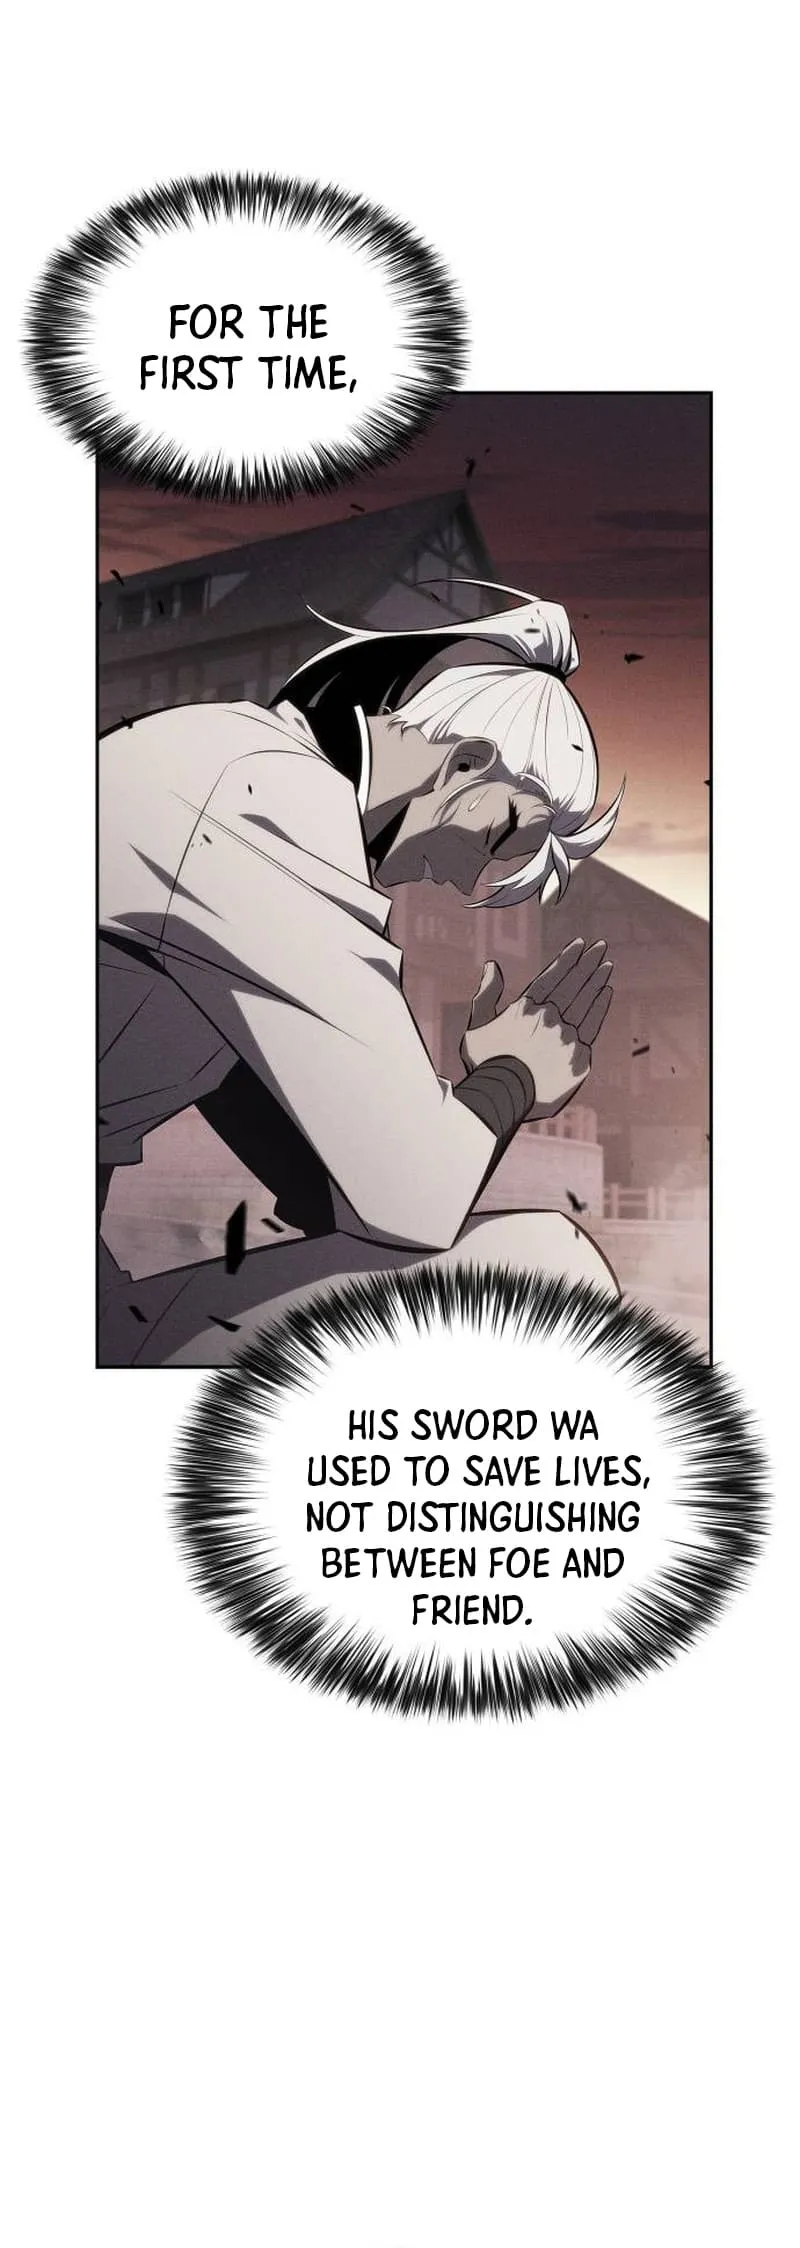 FOR THE
FIRST TIME,
HIS SWORD WA
USED TO SAVE LIVES,
NOT DISTINGUISHING
BETWEEN FOE AND
FRIEND.